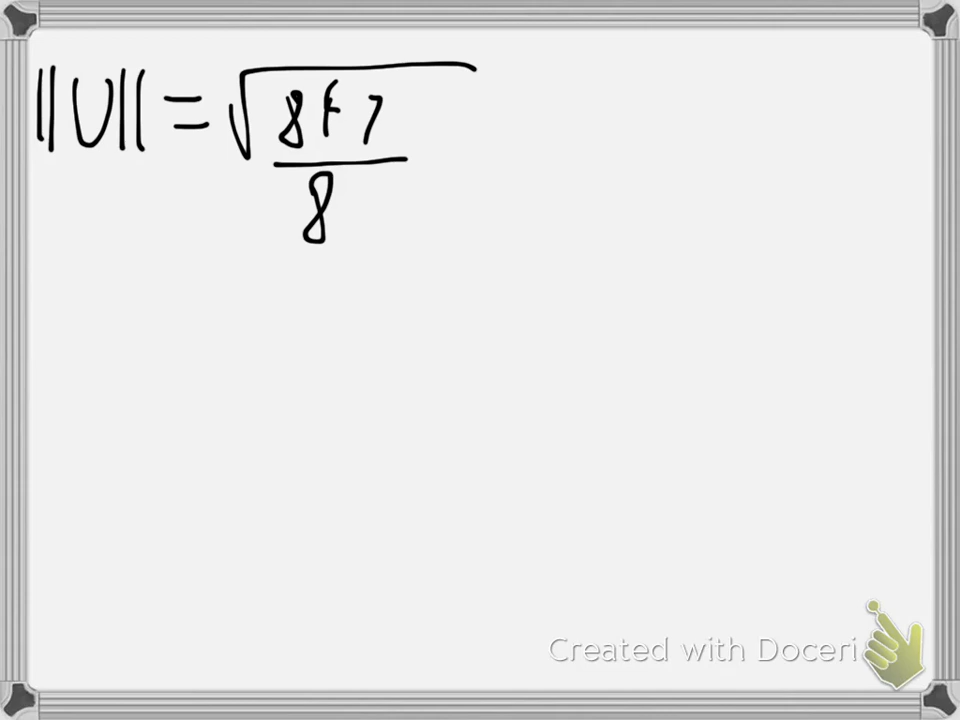 ||U|| = √8+7
8
Created with Doceri